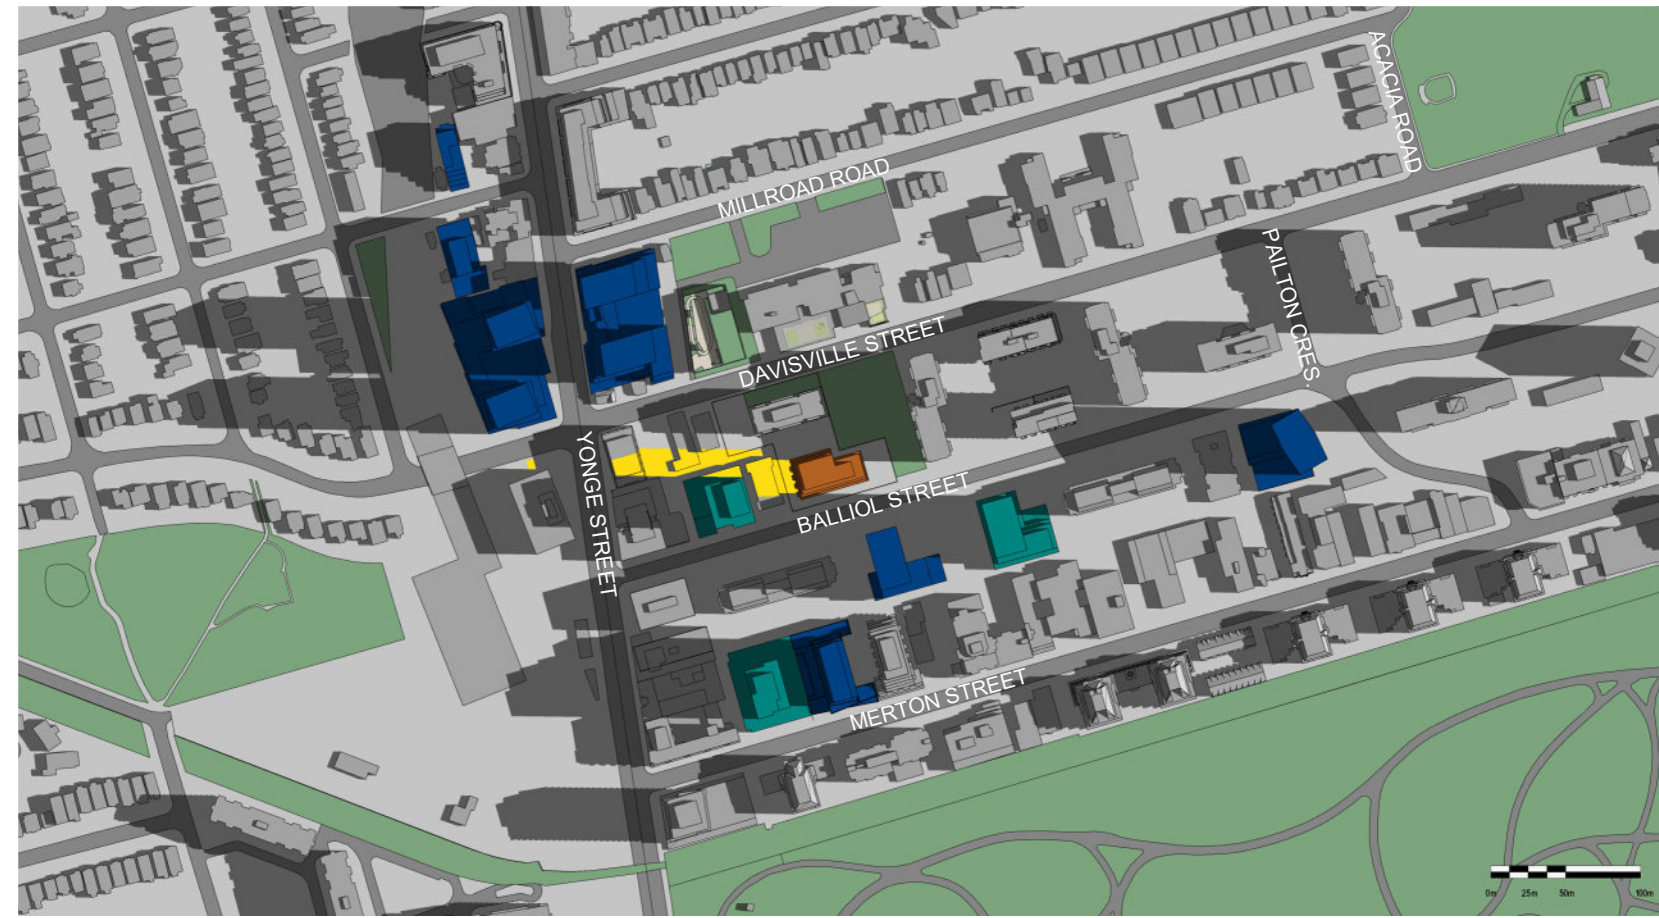 ACACIA ROAD
MILLROAD ROAD
PAILTON CRES.
DAVISVILLE STREET
YONGE STREET
BALLIOL STREET
MERTON STREET
0m 25m 50m 100m